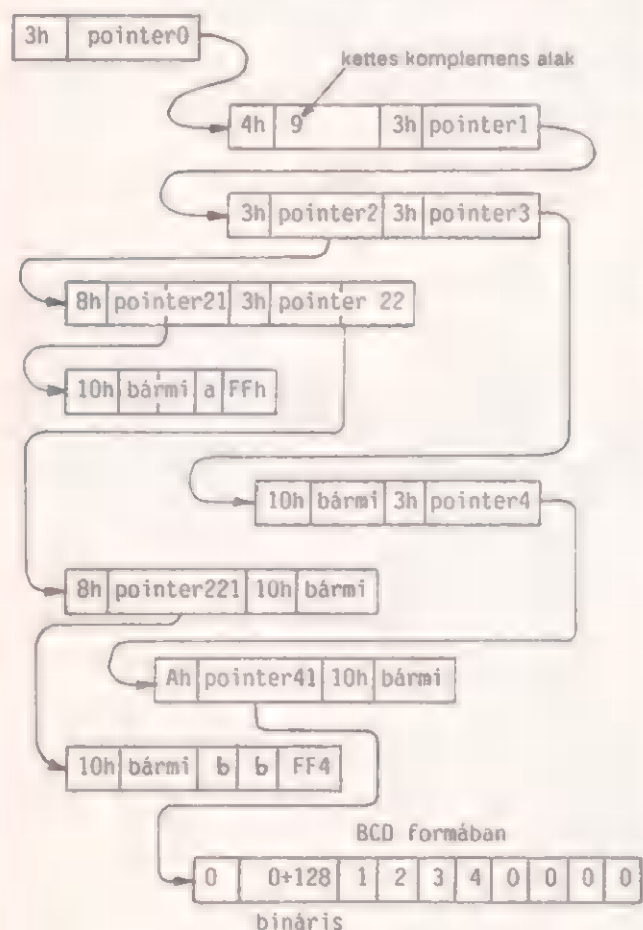 3h pointer0
kettes komplemens alak
4h 9 3h pointer1
3h pointer2 3h pointer3
8h pointer21 3h pointer 22
10h bármi a FFh
10h bármi 3h pointer4
8h pointer221 10h bármi
Ah pointer41 10h bármi
10h bármi b b FF4
BCD formában
0 0+128 1 2 3 4 0 0 0 0
bináris